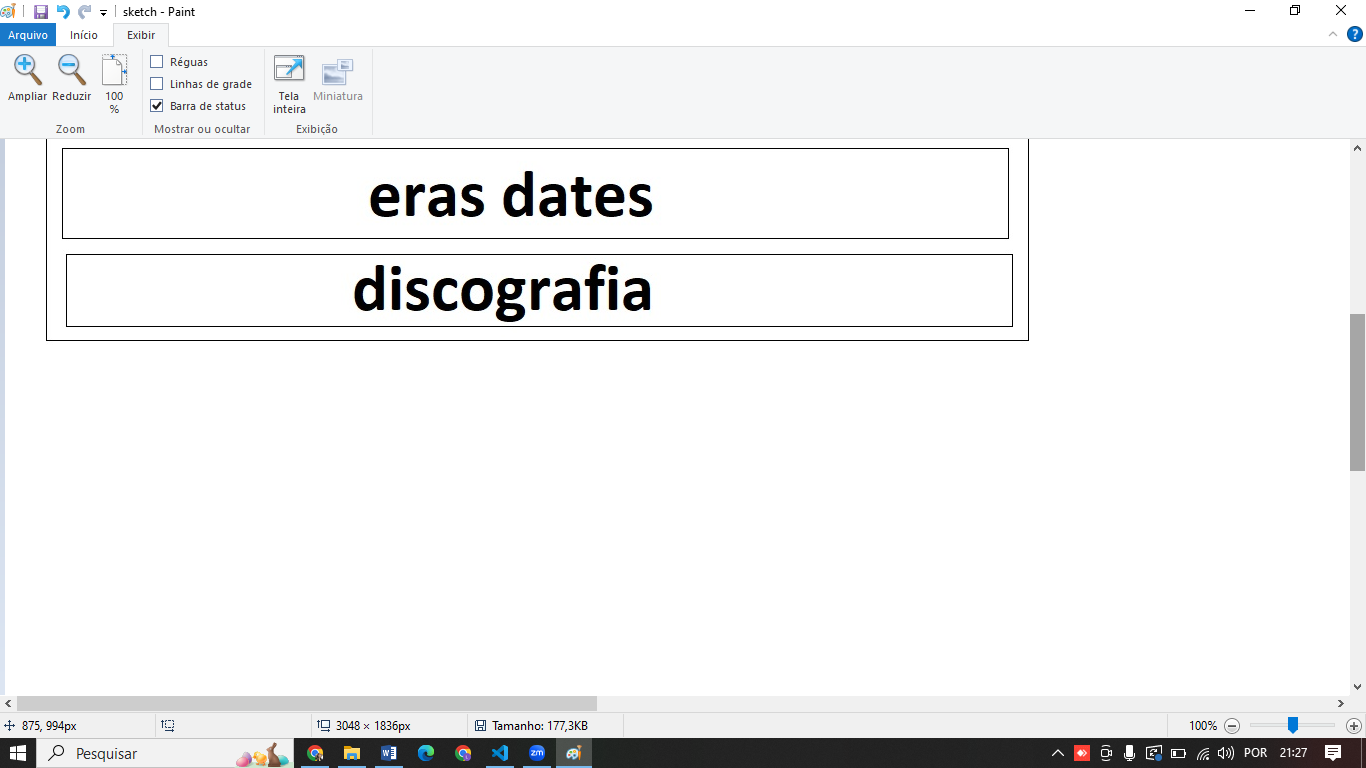 sketch - Paint
Arquivo Início Exibir
Ampliar Reduzir 100 %
Zoom
Réguas
Linhas de grade
Barra de status
Mostrar ou ocultar
Tela inteira Miniatura
Exibição
eras dates
discografia
875, 994px 3048 × 1836px Tamanho: 177,3KB 100%
Pesquisar zm POR 21:27